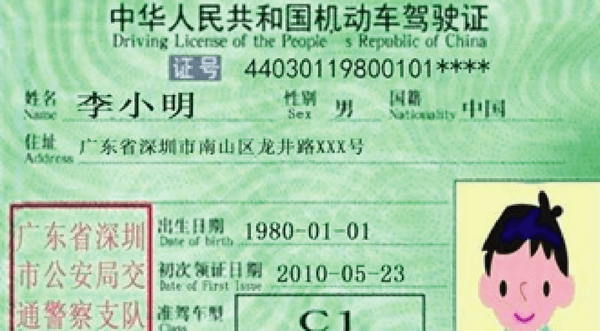 中华人民共和国机动车驾驶证
Driving License of the People s Republic of China
证号 44030119800101****
姓名 李小明 性别 男 国籍 中国
Name Sex Nationality
住址 广东省深圳市南山区龙井路XXX号
Address
出生日期 1980-01-01
Date of birth
初次领证日期 2010-05-23
Date of First Issue
准驾车型 C1
Class
广东省深圳
市公安局交
通警察支队